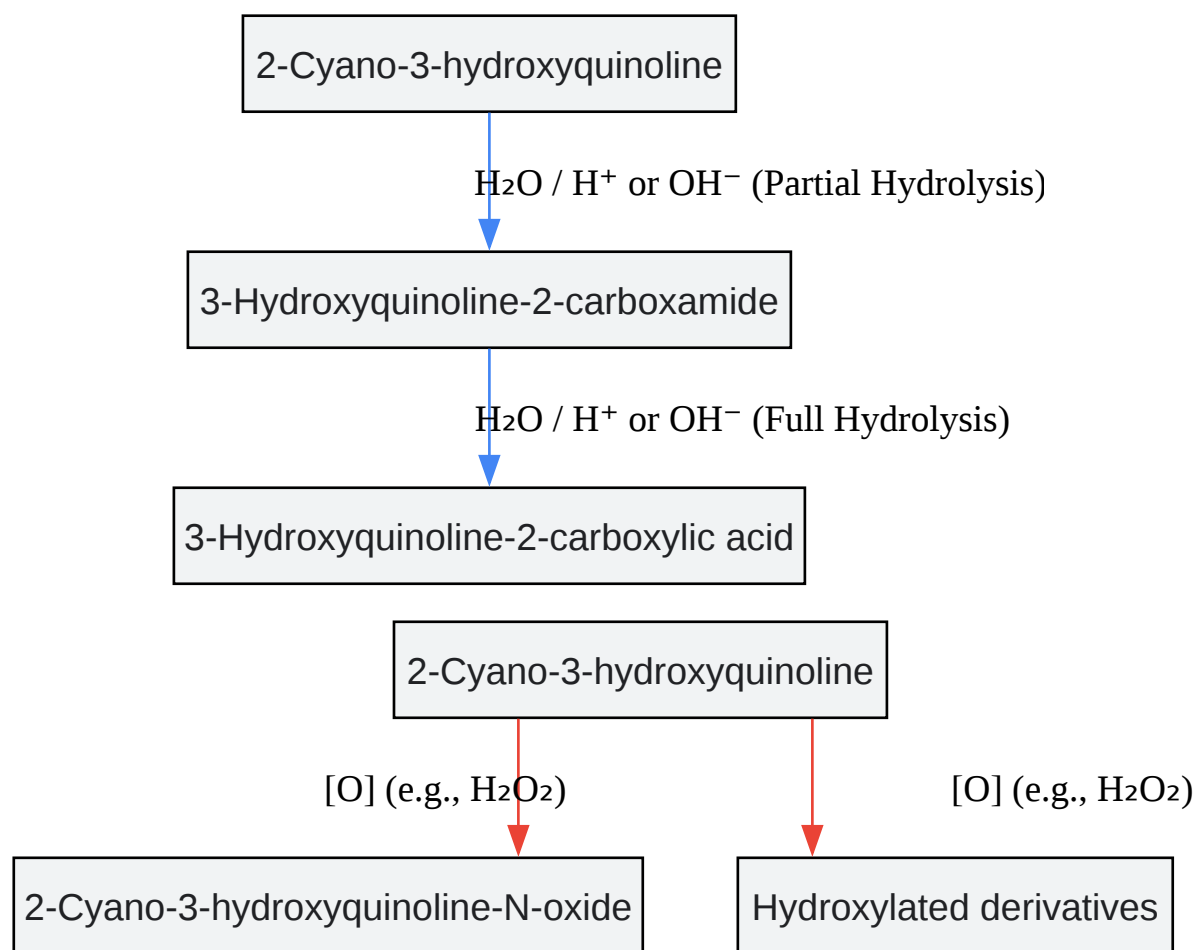 2-Cyano-3-hydroxyquinoline
H₂O / H⁺ or OH⁻ (Partial Hydrolysis)
3-Hydroxyquinoline-2-carboxamide
H₂O / H⁺ or OH⁻ (Full Hydrolysis)
3-Hydroxyquinoline-2-carboxylic acid
2-Cyano-3-hydroxyquinoline
[O] (e.g., H₂O₂)
[O] (e.g., H₂O₂)
2-Cyano-3-hydroxyquinoline-N-oxide
Hydroxylated derivatives